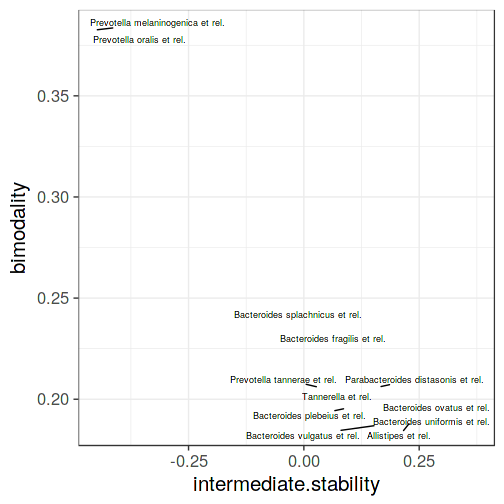 Prevotella melaninogenica et rel.
Prevotella oralis et rel.
0.35
0.30
bimodality
0.25
Bacteroides splachnicus et rel.
Bacteroides fragilis et rel.
Prevotella tannerae et rel.
Parabacteroides distasonis et rel.
0.20
Tannerella et rel.
Bacteroides ovatus et rel.
Bacteroides plebeius et rel.
Bacteroides uniformis et rel.
Bacteroides vulgatus et rel.
Allistipes et rel.
-0.25
0.00
0.25
intermediate.stability